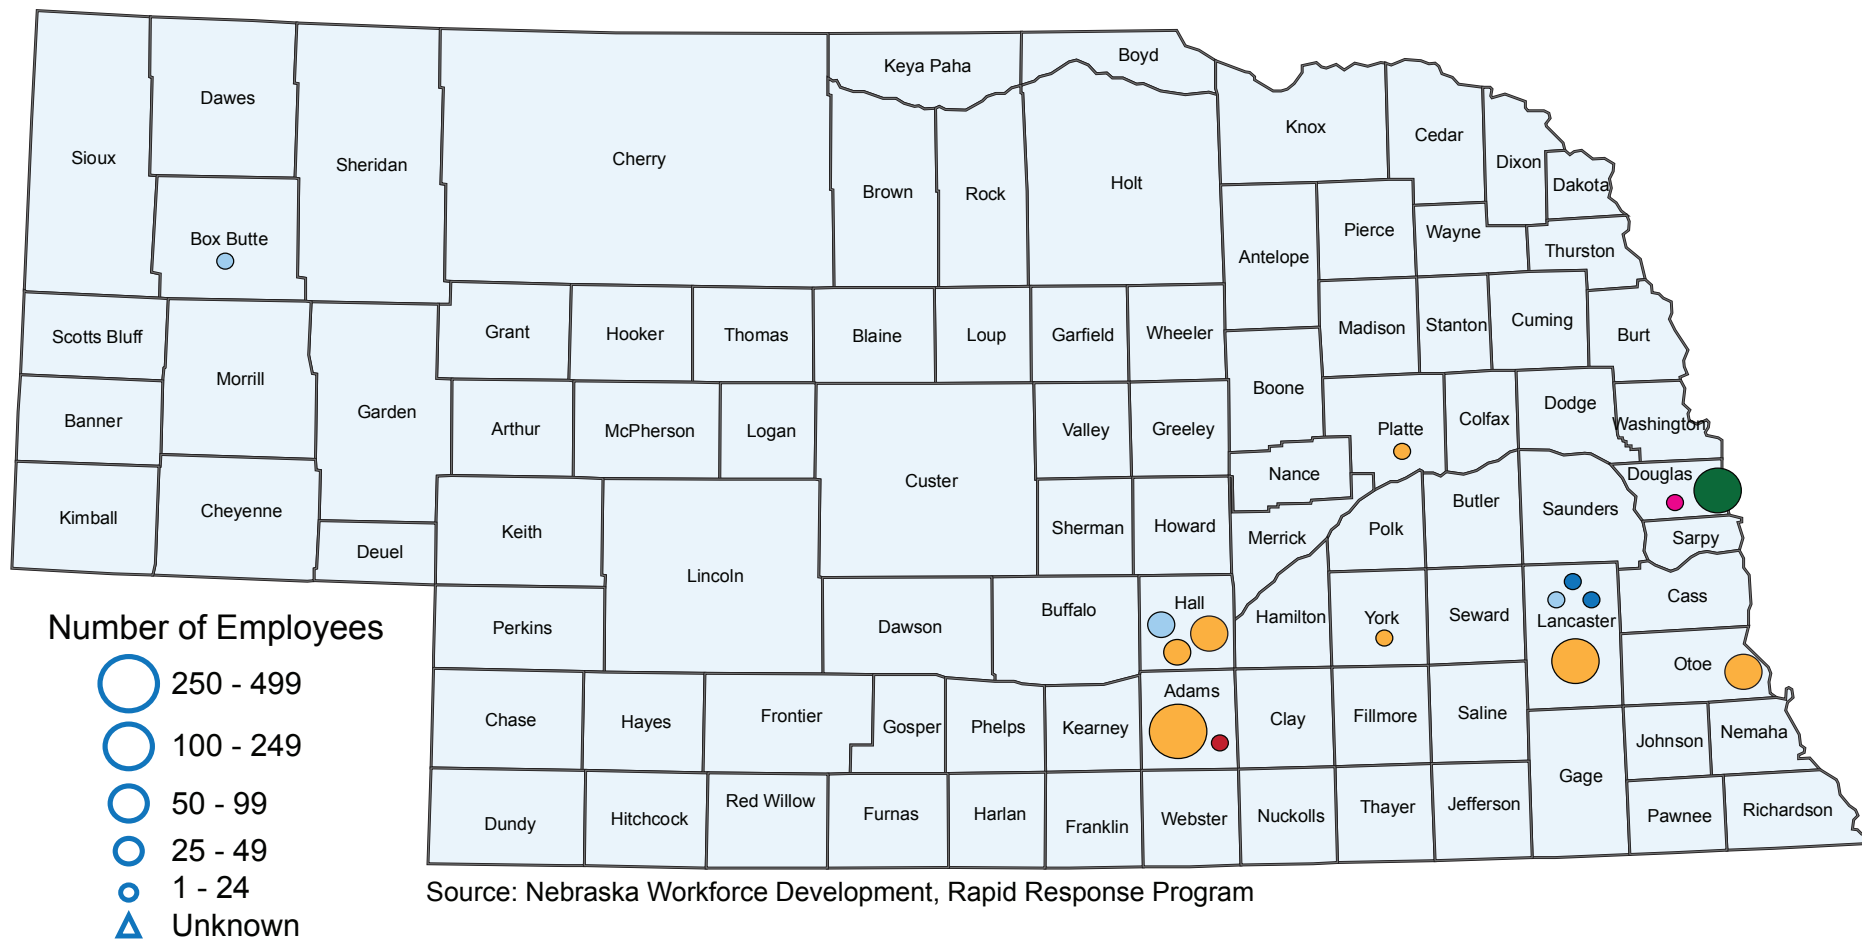 Keya Paha
Boyd
Dawes
Knox
Cedar
Sioux
Sheridan
Cherry
Brown
Rock
Holt
Dixon
Dakota
Box Butte
Antelope
Pierce
Wayne
Thurston
Scotts Bluff
Grant
Hooker
Thomas
Blaine
Loup
Garfield
Wheeler
Madison
Stanton
Cuming
Burt
Morrill
Banner
Garden
Arthur
McPherson
Logan
Custer
Valley
Greeley
Boone
Platte
Colfax
Dodge
Washington
Kimball
Cheyenne
Deuel
Keith
Lincoln
Sherman
Howard
Nance
Merrick
Polk
Butler
Saunders
Douglas
Sarpy
Perkins
Dawson
Buffalo
Hall
Hamilton
York
Seward
Lancaster
Cass
Otoe
Chase
Hayes
Frontier
Gosper
Phelps
Kearney
Adams
Clay
Fillmore
Saline
Johnson
Nemaha
Dundy
Hitchcock
Red Willow
Furnas
Harlan
Franklin
Webster
Nuckolls
Thayer
Jefferson
Gage
Pawnee
Richardson
Number of Employees
250 - 499
100 - 249
50 - 99
25 - 49
1 - 24
Unknown
Source: Nebraska Workforce Development, Rapid Response Program